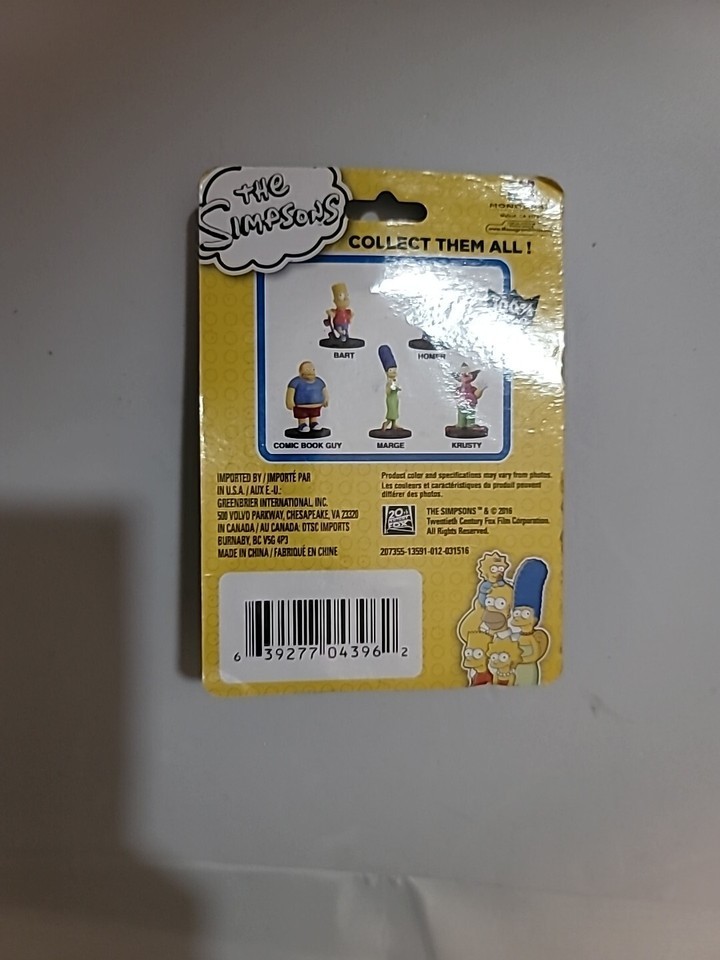 THE
SIMPSONS
COLLECT THEM ALL!
BART
HOMER
COMIC BOOK GUY
MARGE
KRUSTY
IMPORTED BY / IMPORTÉ PAR
IN U.S.A. / AUX E.-U.:
GREENBRIER INTERNATIONAL, INC.
500 VOLVO PARKWAY, CHESAPEAKE, VA 23320
IN CANADA / AU CANADA: DTSC IMPORTS
BURNABY, BC V5G 4P3
MADE IN CHINA / FABRIQUÉ EN CHINE
Product color and specifications may vary from photos.
Les couleurs et caractéristiques du produit peuvent
différer des photos.
20th
CENTURY
FOX
THE SIMPSONS™ & © 2016
Twentieth Century Fox Film Corporation.
All Rights Reserved.
207355-13591-012-031516
6 39277 04396 2